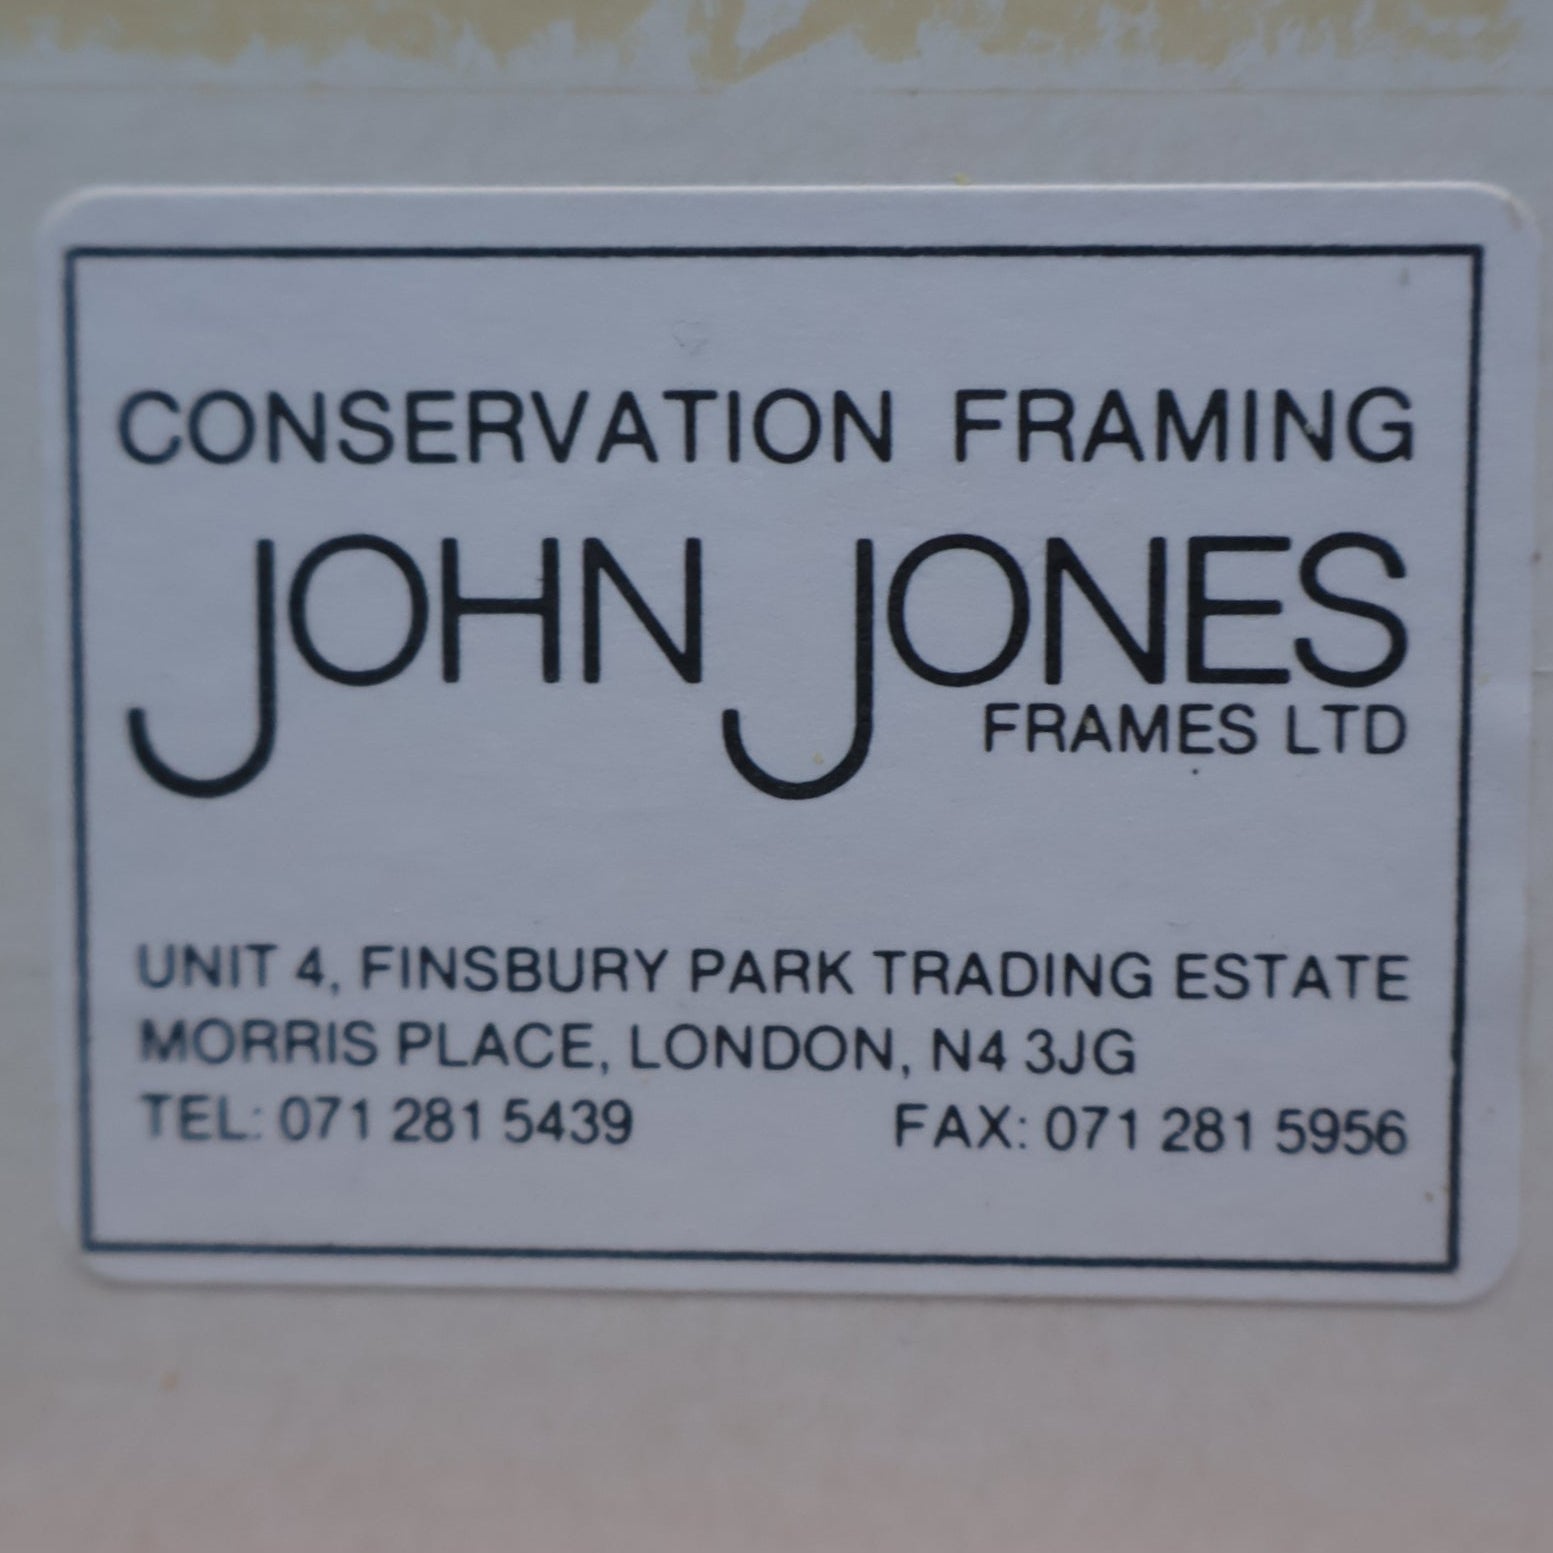 CONSERVATION FRAMING
JOHN JONES
FRAMES LTD
UNIT 4, FINSBURY PARK TRADING ESTATE
MORRIS PLACE, LONDON, N4 3JG
TEL: 071 281 5439 FAX: 071 281 5956